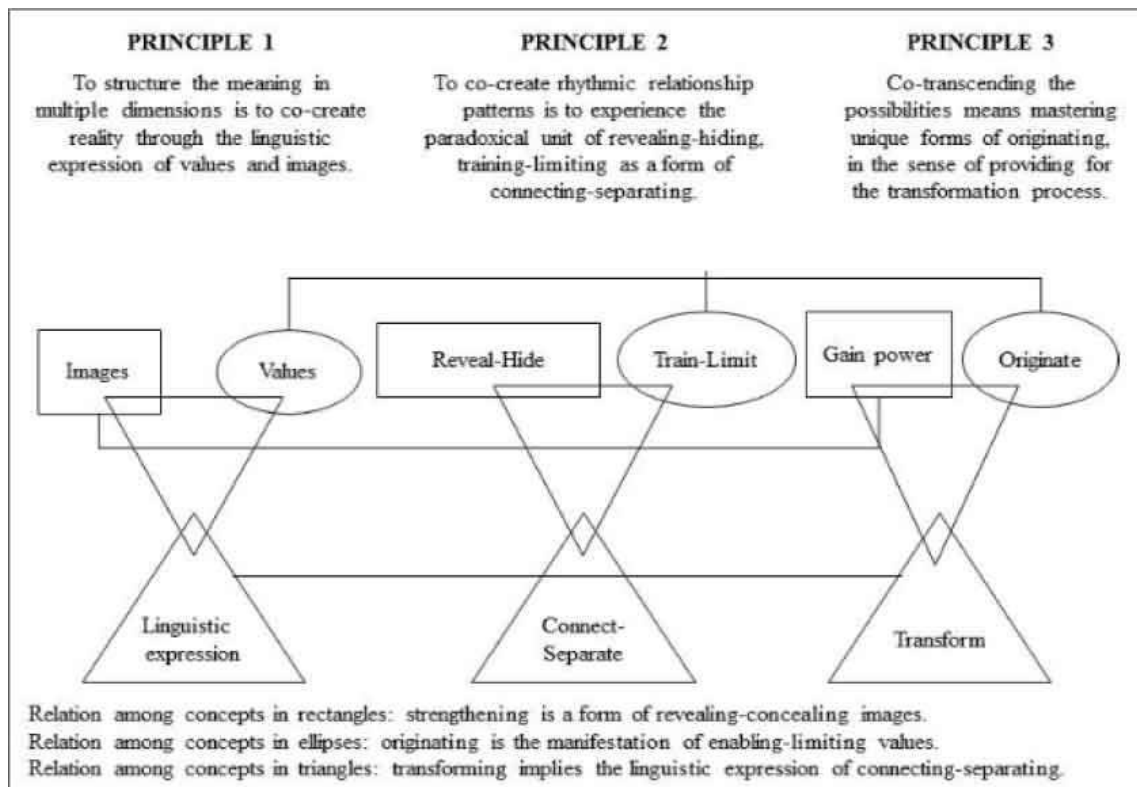 PRINCIPLE 1
To structure the meaning in
multiple dimensions is to co-create
reality through the linguistic
expression of values and images.
PRINCIPLE 2
To co-create rhythmic relationship
patterns is to experience the
paradoxical unit of revealing-hiding,
training-limiting as a form of
connecting-separating.
PRINCIPLE 3
Co-transcending the
possibilities means mastering
unique forms of originating,
in the sense of providing for
the transformation process.
Images
Values
Reveal-Hide
Train-Limit
Gain power
Originate
Linguistic
expression
Connect-
Separate
Transform
Relation among concepts in rectangles: strengthening is a form of revealing-concealing images.
Relation among concepts in ellipses: originating is the manifestation of enabling-limiting values.
Relation among concepts in triangles: transforming implies the linguistic expression of connecting-separating.